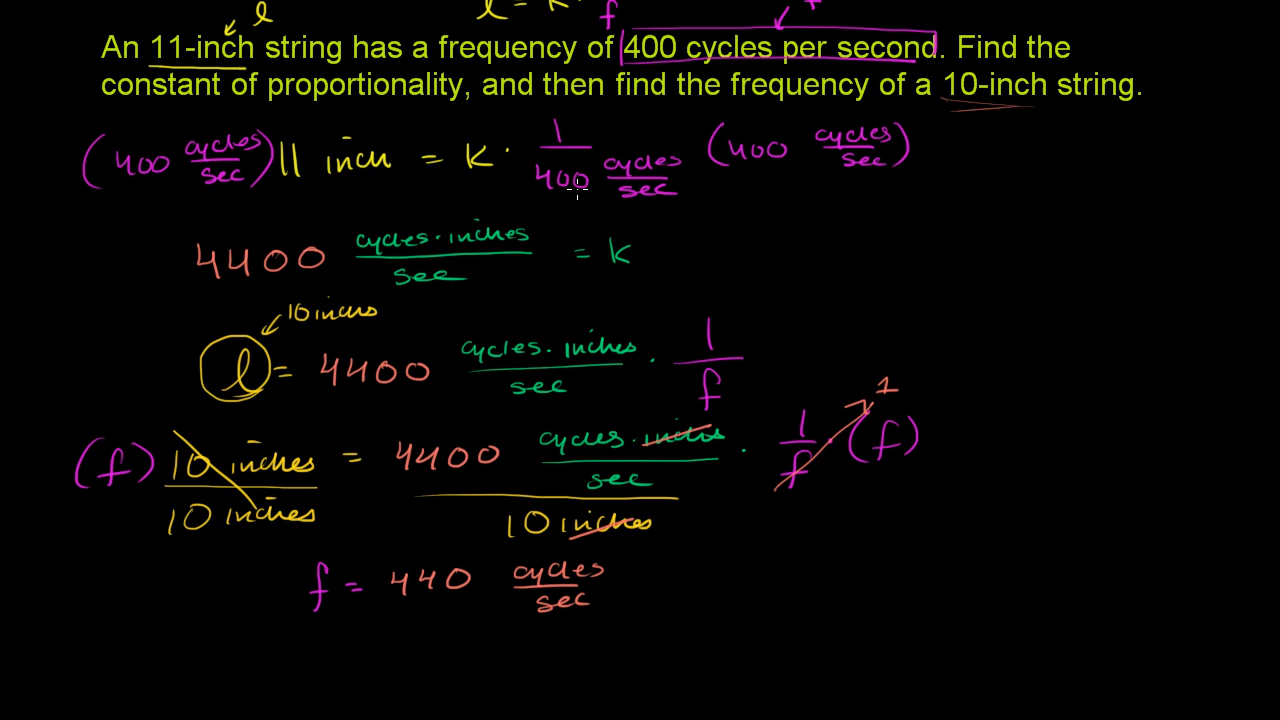 l
l = k ·
f
An 11-inch string has a frequency of 400 cycles per second. Find the
constant of proportionality, and then find the frequency of a 10-inch string.
(400 cycles/sec) 11 inch = k · 1/(400 cycles/sec) (400 cycles/sec)
4400 cycles·inches/sec = k
10 inches
l = 4400 cycles·inches/sec · 1/f
1
(f) 10 inches/10 inches = 4400 cycles·inches/sec / 10 inches · 1/f (f)
f = 440 cycles/sec